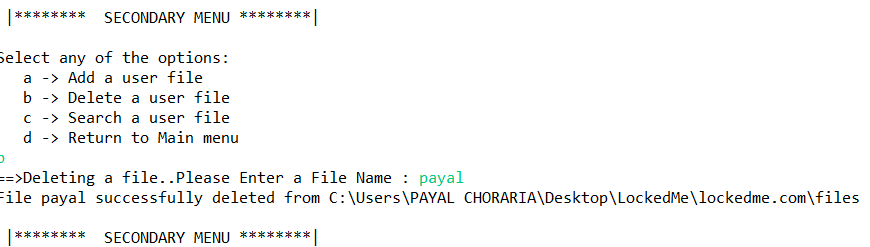 |******** SECONDARY MENU ********|
Select any of the options:
a -> Add a user file
b -> Delete a user file
c -> Search a user file
d -> Return to Main menu
b
==>Deleting a file..Please Enter a File Name : payal
File payal successfully deleted from C:\Users\PAYAL CHORARIA\Desktop\LockedMe\lockedme.com\files
|******** SECONDARY MENU ********|